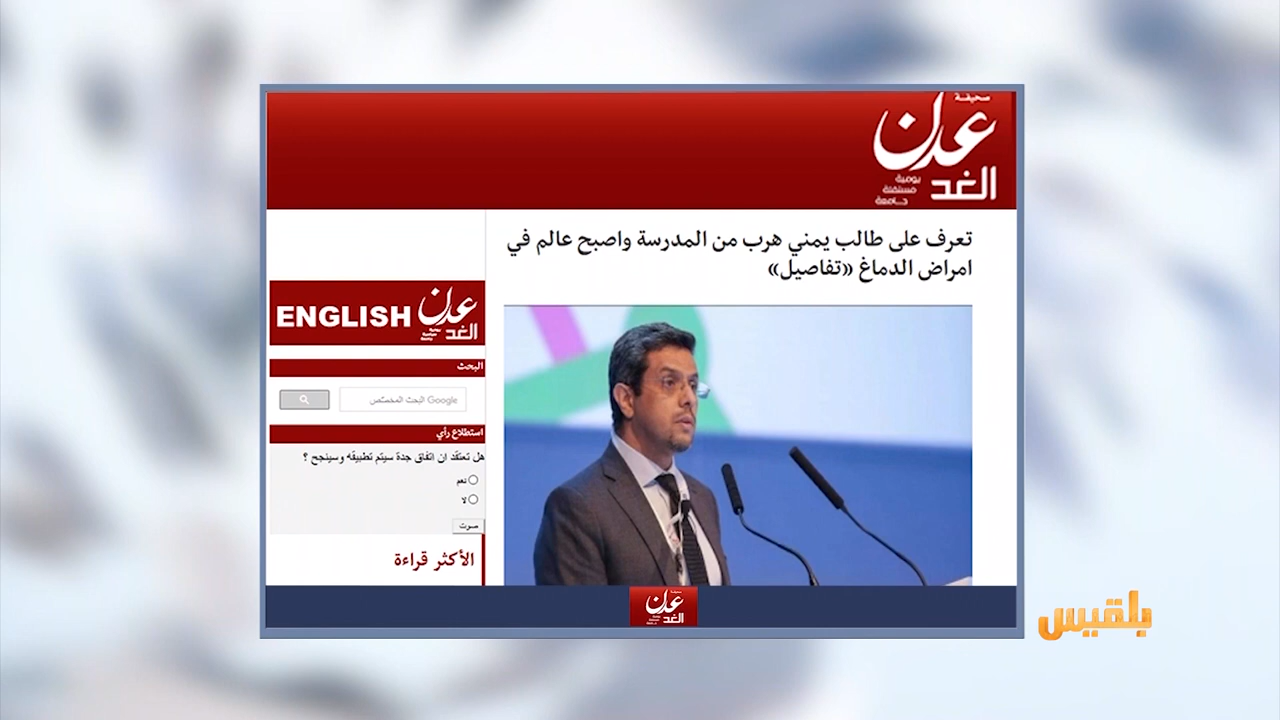 صحيفة
عدن
الغد
يومية
مستقلة
جـامعة
تعرف على طالب يمني هرب من المدرسة واصبح عالم في
امراض الدماغ «تفاصيل»
ENGLISH
عدن
الغد
البحث
Google البحث المخصّص
استطلاع رأي
هل تعتقد ان اتفاق جدة سيتم تطبيقه وسينجح ؟
نعم
لا
صوت
الأكثر قراءة
عدن
الغد
بلقيس